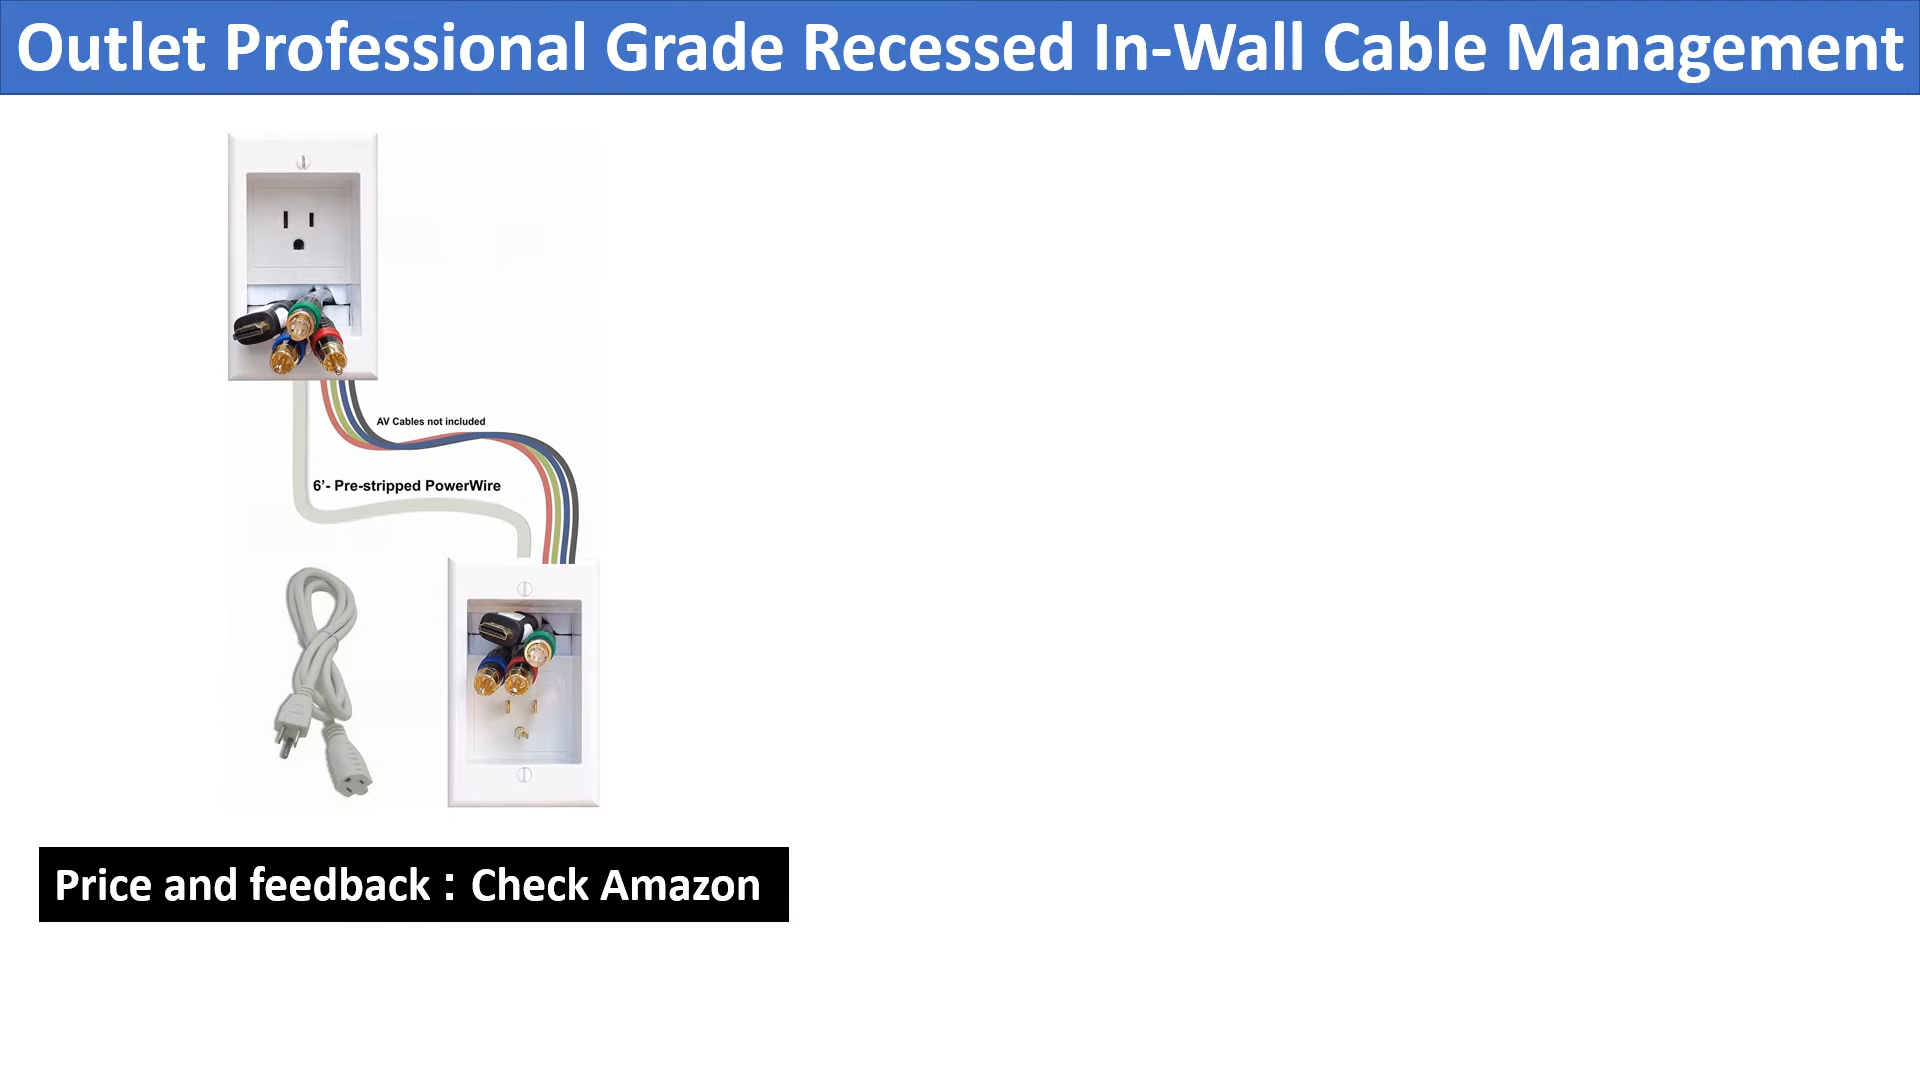 Outlet Professional Grade Recessed In-Wall Cable Management
AV Cables not included
6'- Pre-stripped PowerWire
Price and feedback : Check Amazon